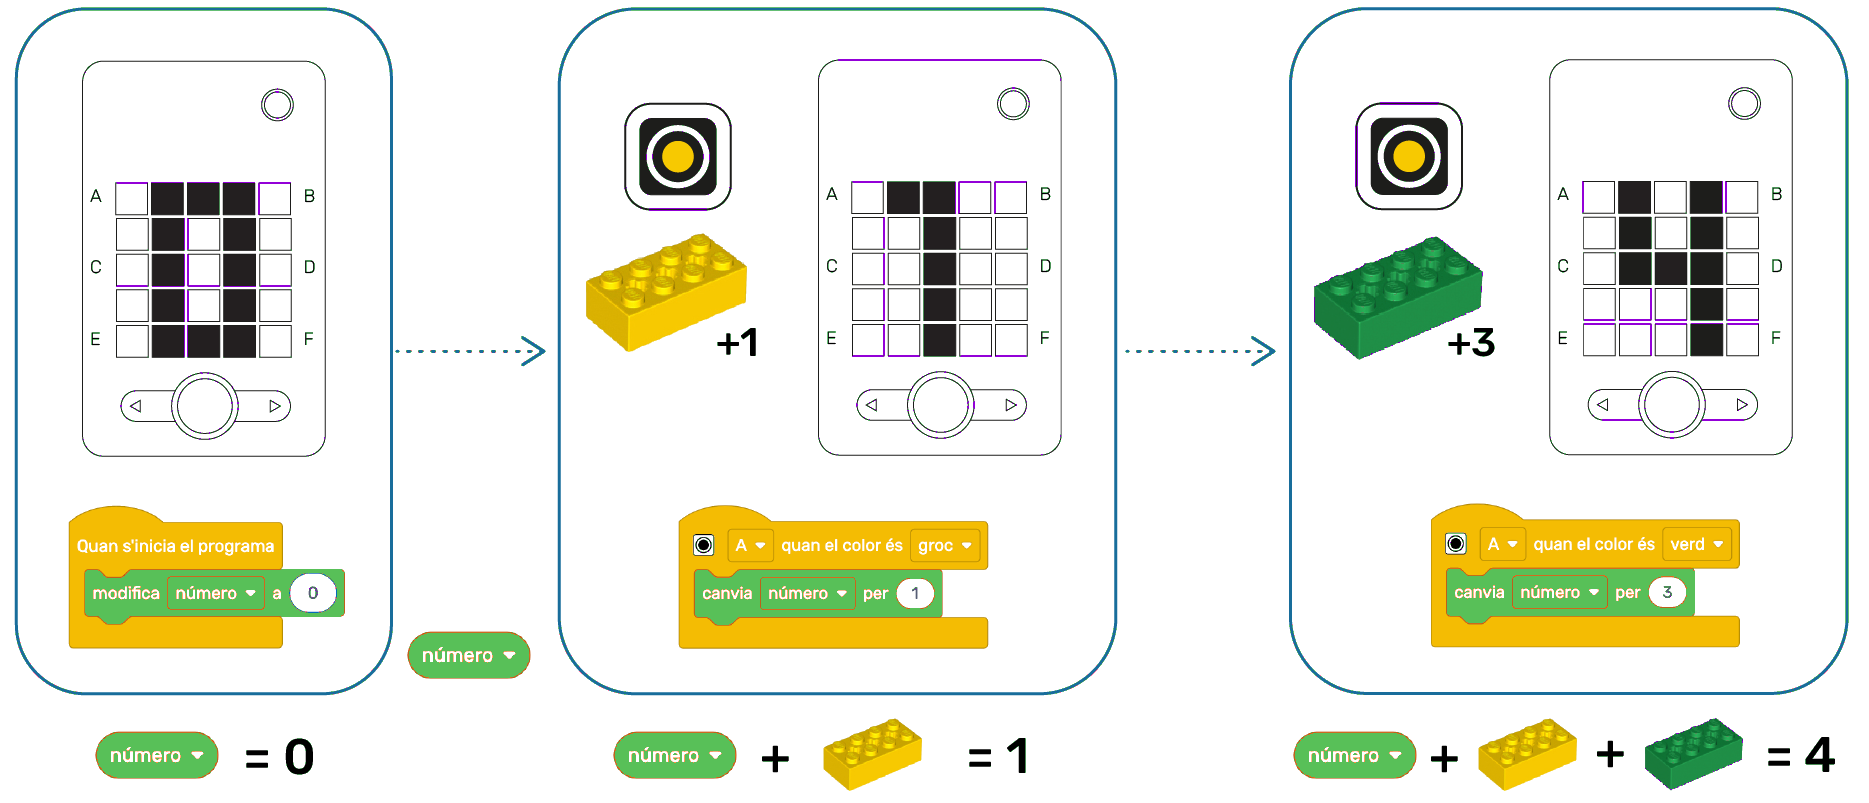 A B
C D
E F
Quan s'inicia el programa
modifica número a 0
número = 0
número
A B
C D
E F
+1
A quan el color és groc
canvia número per 1
número + = 1
A B
C D
E F
+3
A quan el color és verd
canvia número per 3
número + + = 4